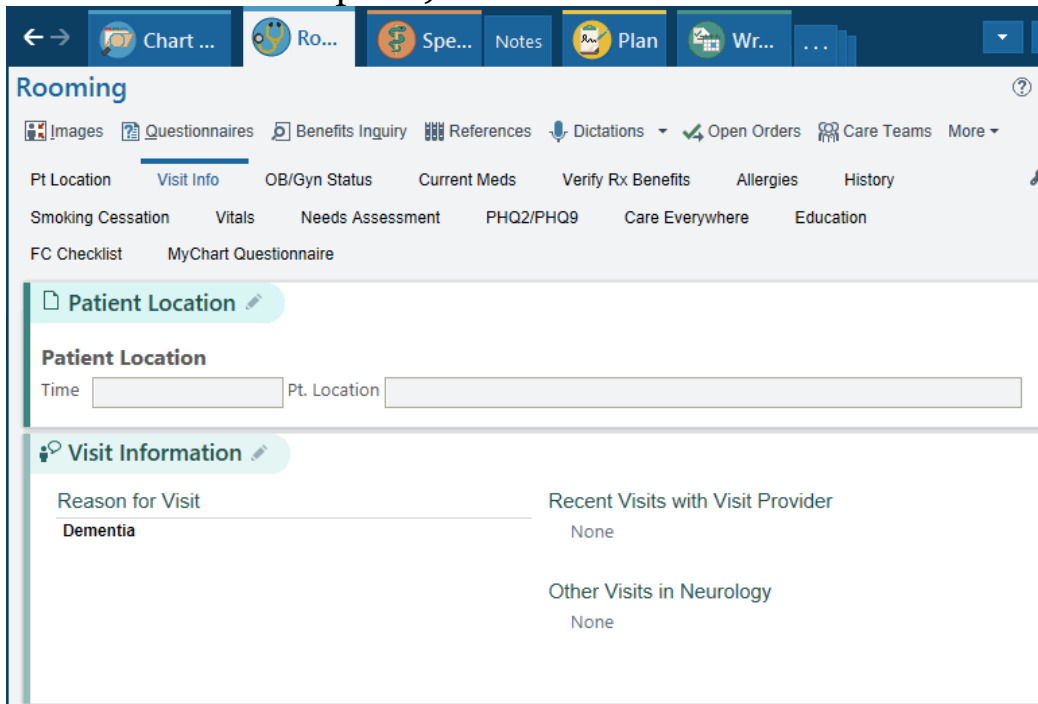 Chart ... Ro... Spe... Notes Plan Wr... ...
Rooming
Images Questionnaires Benefits Inquiry References Dictations Open Orders Care Teams More
Pt Location Visit Info OB/Gyn Status Current Meds Verify Rx Benefits Allergies History
Smoking Cessation Vitals Needs Assessment PHQ2/PHQ9 Care Everywhere Education
FC Checklist MyChart Questionnaire
Patient Location
Patient Location
Time Pt. Location
Visit Information
Reason for Visit Recent Visits with Visit Provider
Dementia None
Other Visits in Neurology
None